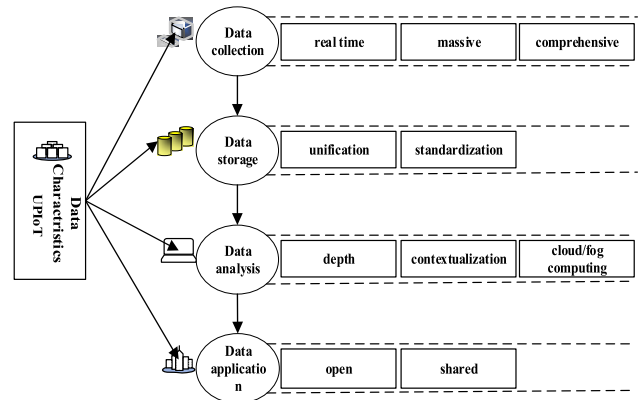 Data
collection
real time
massive
comprehensive
Data
storage
unification
standardization
Data
Charactristics
UPIoT
Data
analysis
depth
contextualization
cloud/fog
computing
Data
applicatio
n
open
shared